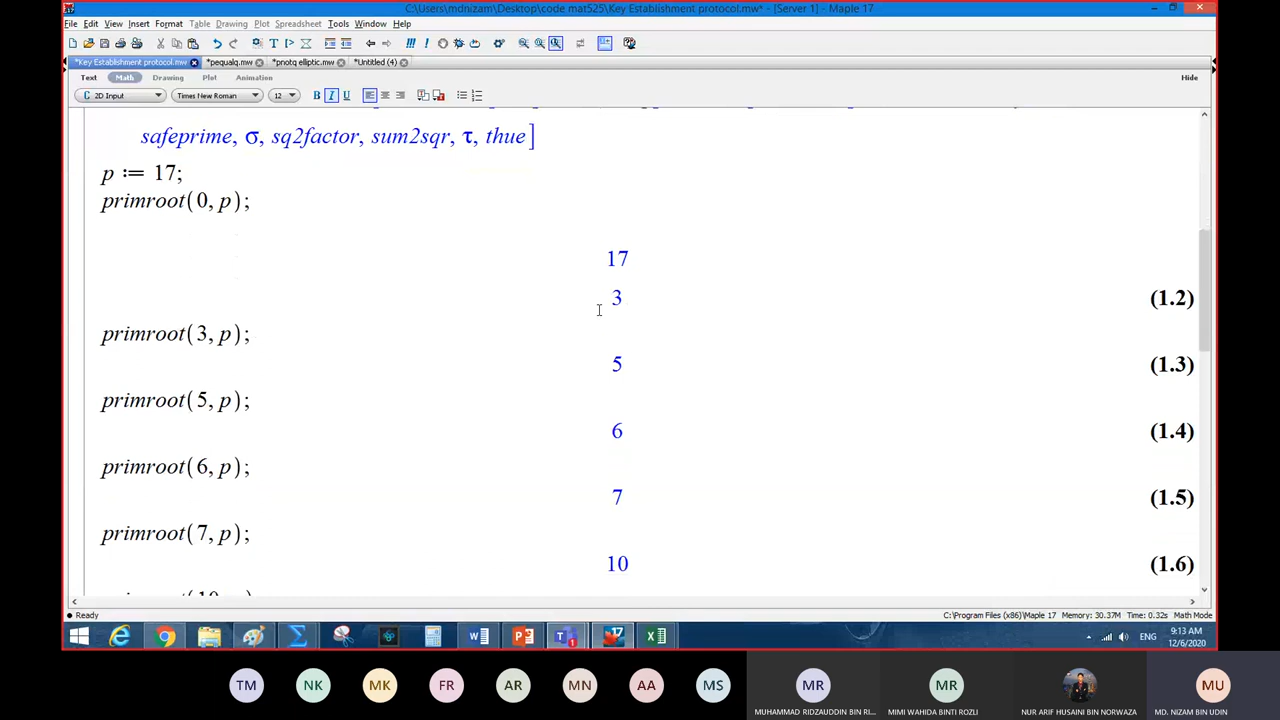 C:\Users\mdnizam\Desktop\code mat525\Key Establishment protocol.mw* - [Server 1] - Maple 17
File Edit View Insert Format Table Drawing Plot Spreadsheet Tools Window Help
*Key Establishment protocol.mw *pequalq.mw *protq elliptic.mw *Untitled (4)
Text Math Drawing Plot Animation Hide
C 2D Input Times New Roman 12 B I U
safeprime, σ, sq2factor, sum2sqr, τ, thue]
p := 17;
primroot(0, p);
17
3 (1.2)
primroot(3, p);
5 (1.3)
primroot(5, p);
6 (1.4)
primroot(6, p);
7 (1.5)
primroot(7, p);
10 (1.6)
Ready C:\Program Files (x86)\Maple 17 Memory: 30.37M Time: 0.32s Math Mode
ENG 9:13 AM
12/6/2020
TM NK MK FR AR MN AA MS MR MR MU
MUHAMMAD RIDZAUDDIN BIN RI... MIMI WAHIDA BINTI ROZLI NUR ARIF HUSAINI BIN NORWAZA MD. NIZAM BIN UDIN